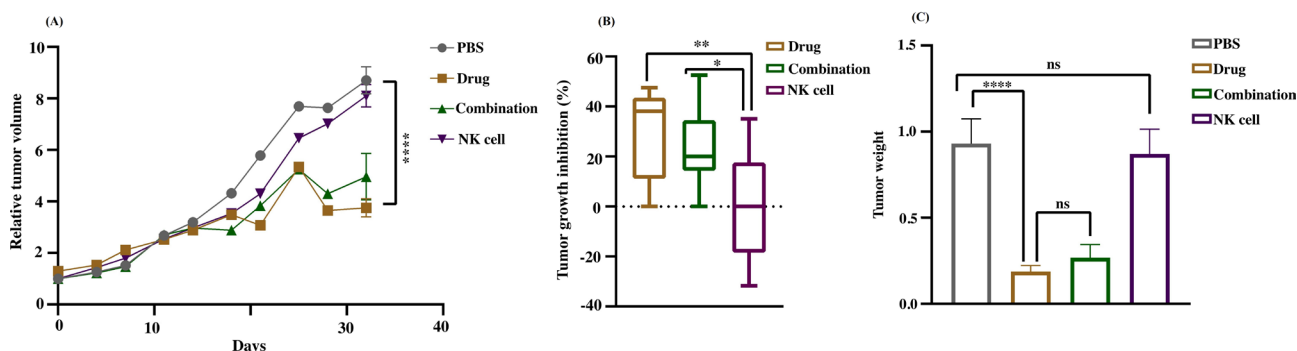 (A)
10
8
6
4
2
0
0
10
20
30
40
Relative tumor volume
Days
PBS
Drug
Combination
NK cell
****
(B)
60
40
20
0
-20
-40
Tumor growth inhibition (%)
**
*
Drug
Combination
NK cell
(C)
1.5
1.0
0.5
0.0
Tumor weight
ns
****
ns
PBS
Drug
Combination
NK cell